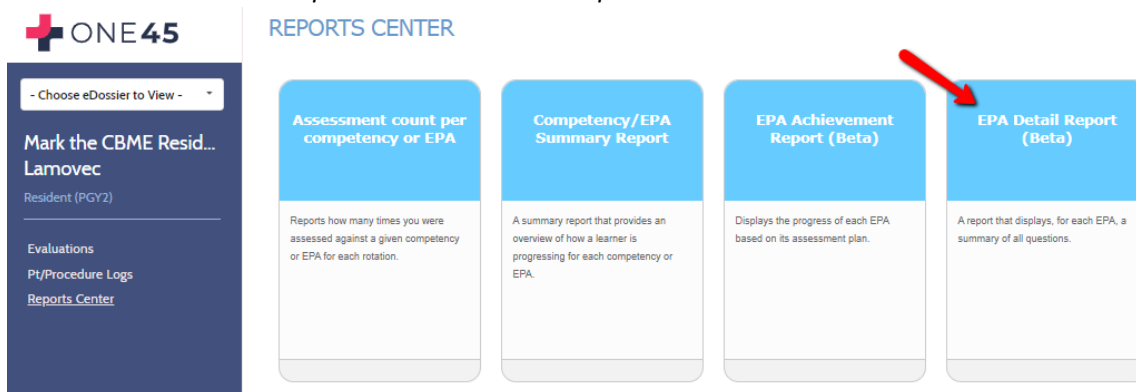 ONE45
REPORTS CENTER
- Choose eDossier to View -
Mark the CBME Resid...
Lamovec
Resident (PGY2)
Evaluations
Pt/Procedure Logs
Reports Center
Assessment count per
competency or EPA
Reports how many times you were
assessed against a given competency
or EPA for each rotation.
Competency/EPA
Summary Report
A summary report that provides an
overview of how a learner is
progressing for each competency or
EPA.
EPA Achievement
Report (Beta)
Displays the progress of each EPA
based on its assessment plan.
EPA Detail Report
(Beta)
A report that displays, for each EPA, a
summary of all questions.